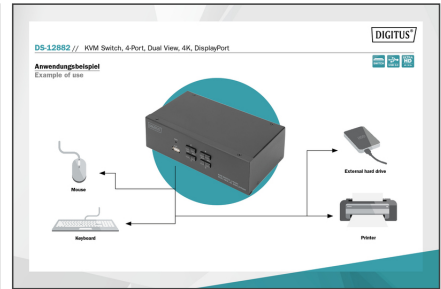 DIGITUS®
DS-12882 // KVM Switch, 4-Port, Dual View, 4K, DisplayPort
Anwendungsbeispiel
Example of use
HD
Mouse
External hard drive
Keyboard
Printer